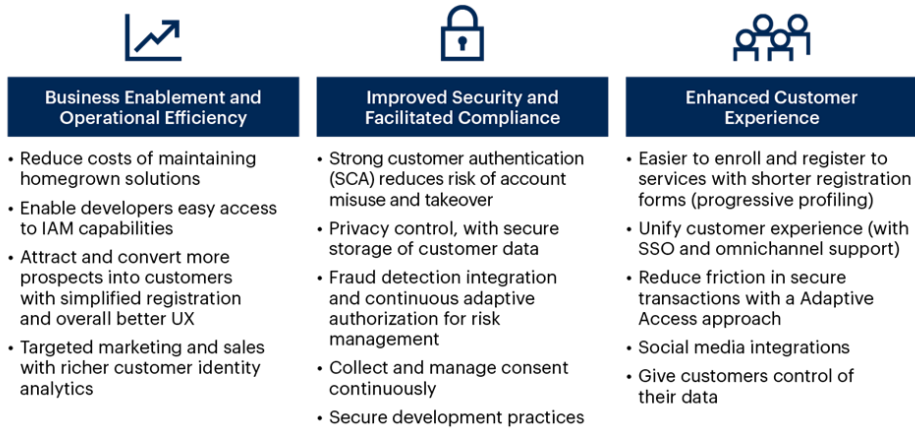 Business Enablement and
Operational Efficiency
• Reduce costs of maintaining
homegrown solutions
• Enable developers easy access
to IAM capabilities
• Attract and convert more
prospects into customers
with simplified registration
and overall better UX
• Targeted marketing and sales
with richer customer identity
analytics
Improved Security and
Facilitated Compliance
• Strong customer authentication
(SCA) reduces risk of account
misuse and takeover
• Privacy control, with secure
storage of customer data
• Fraud detection integration
and continuous adaptive
authorization for risk
management
• Collect and manage consent
continuously
• Secure development practices
Enhanced Customer
Experience
• Easier to enroll and register to
services with shorter registration
forms (progressive profiling)
• Unify customer experience (with
SSO and omnichannel support)
• Reduce friction in secure
transactions with a Adaptive
Access approach
• Social media integrations
• Give customers control of
their data